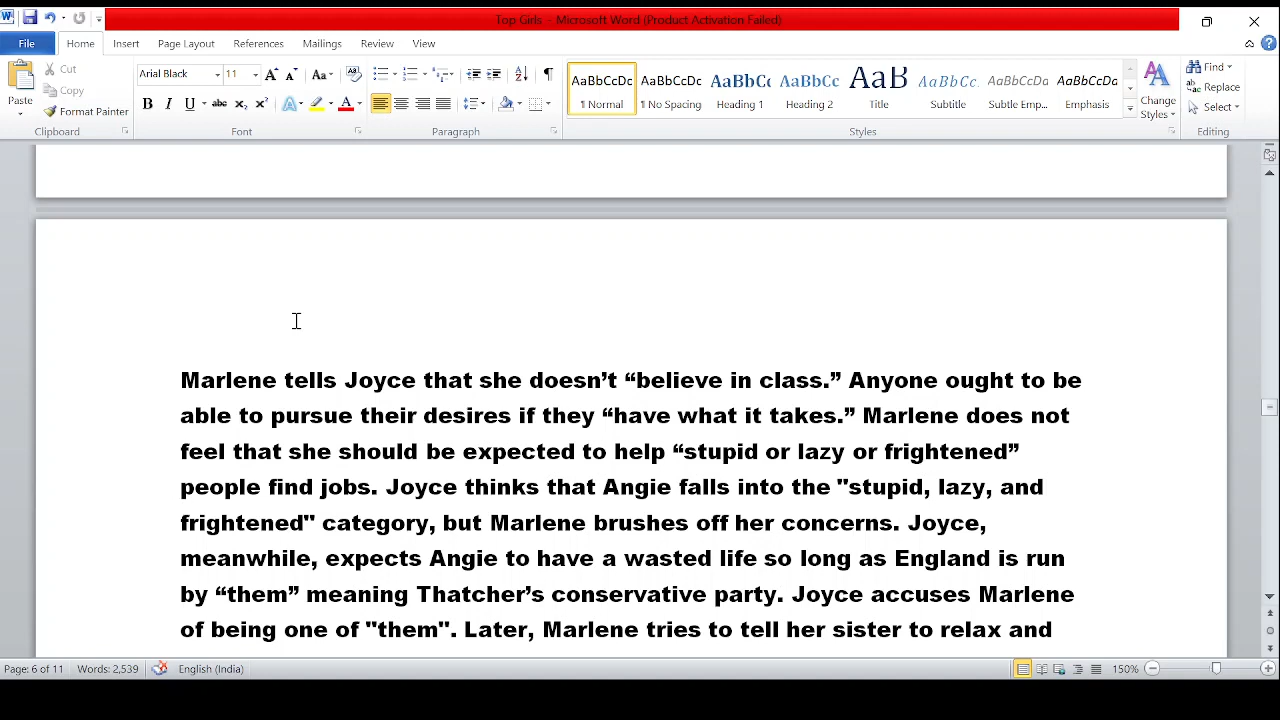 Top Girls - Microsoft Word (Product Activation Failed)
File Home Insert Page Layout References Mailings Review View
Paste Cut Copy Format Painter Clipboard
Arial Black 11 Font
Paragraph
AaBbCcDc AaBbCcDc AaBbCc AaBbCc AaB AaBbCc. AaBbCcDc AaBbCcDc
¶ Normal ¶ No Spacing Heading 1 Heading 2 Title Subtitle Subtle Emp... Emphasis
Change Styles Styles
Find Replace Select Editing
Marlene tells Joyce that she doesn’t “believe in class.” Anyone ought to be
able to pursue their desires if they “have what it takes.” Marlene does not
feel that she should be expected to help “stupid or lazy or frightened”
people find jobs. Joyce thinks that Angie falls into the "stupid, lazy, and
frightened" category, but Marlene brushes off her concerns. Joyce,
meanwhile, expects Angie to have a wasted life so long as England is run
by “them” meaning Thatcher’s conservative party. Joyce accuses Marlene
of being one of "them". Later, Marlene tries to tell her sister to relax and
Page: 6 of 11 Words: 2,539 English (India) 150%